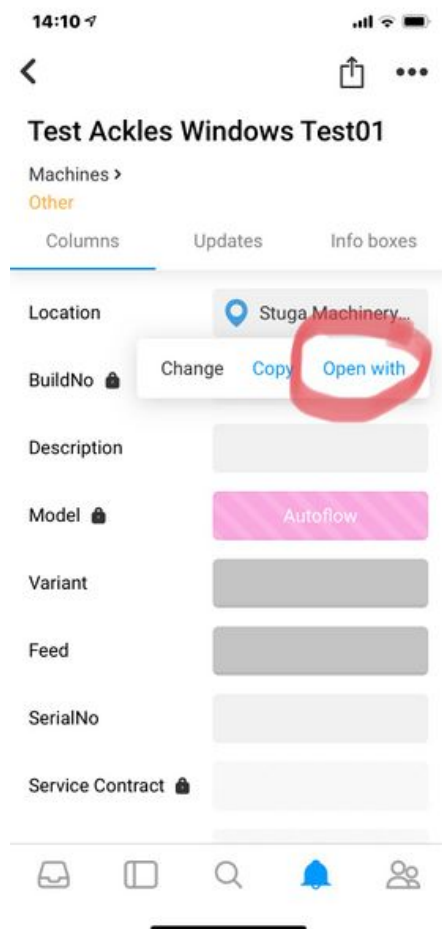 14:10
Test Ackles Windows Test01
Machines >
Other
Columns Updates Info boxes
Location Stuga Machinery...
BuildNo Change Copy Open with
Description
Model Autoflow
Variant
Feed
SerialNo
Service Contract